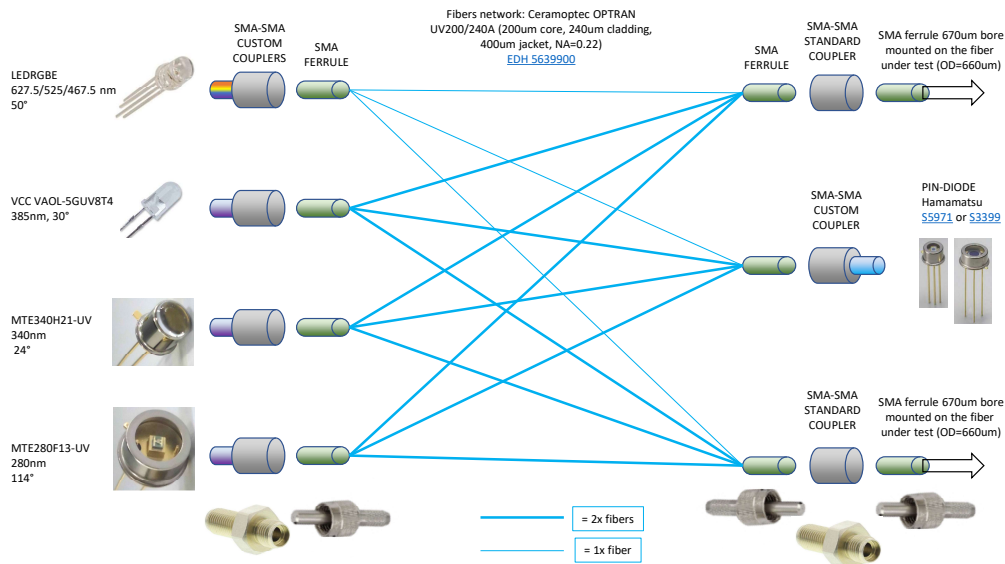 Fibers network: Ceramoptec OPTRAN
UV200/240A (200um core, 240um cladding,
400um jacket, NA=0.22)
EDH 5639900
SMA-SMA
CUSTOM
COUPLERS
SMA
FERRULE
SMA
FERRULE
SMA-SMA
STANDARD
COUPLER
SMA ferrule 670um bore
mounted on the fiber
under test (OD=660um)
LEDRGBE
627.5/525/467.5 nm
50°
VCC VAOL-5GUV8T4
385nm, 30°
SMA-SMA
CUSTOM
COUPLER
PIN-DIODE
Hamamatsu
S5971 or S3399
MTE340H21-UV
340nm
24°
MTE280F13-UV
280nm
114°
SMA-SMA
STANDARD
COUPLER
SMA ferrule 670um bore
mounted on the fiber
under test (OD=660um)
= 2x fibers
= 1x fiber